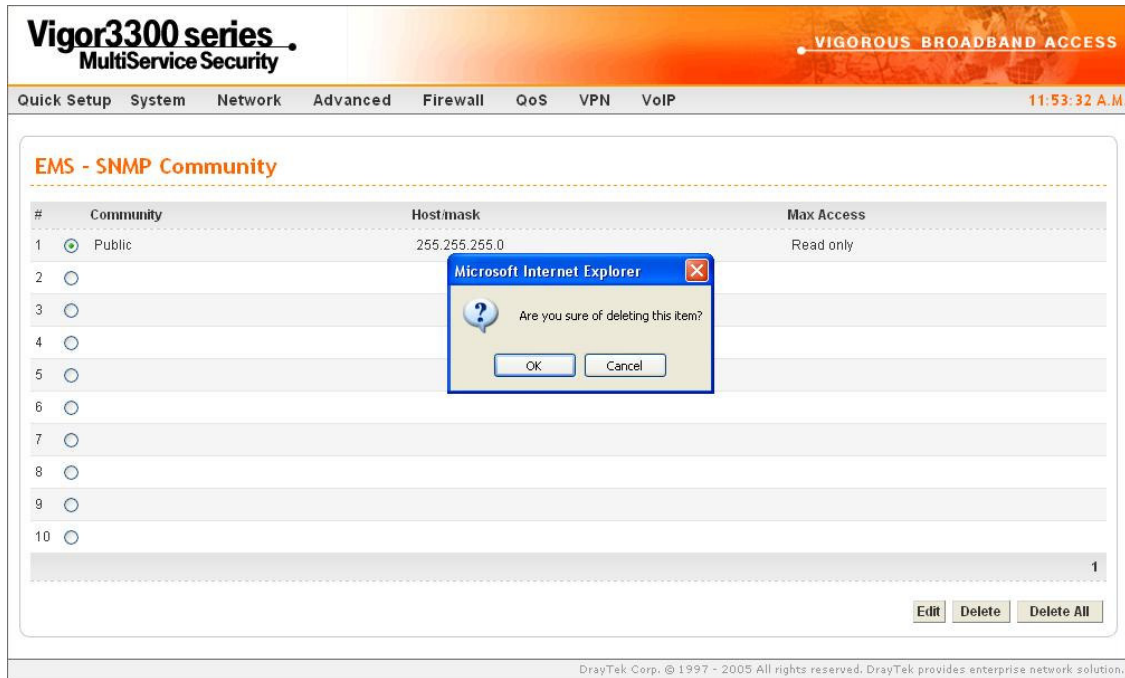 Vigor3300 series
MultiService Security
VIGOROUS BROADBAND ACCESS
Quick Setup System Network Advanced Firewall QoS VPN VoIP 11:53:32 A.M
EMS - SNMP Community
# Community Host/mask Max Access
1 Public 255.255.255.0 Read only
2
3
4
5
6
7
8
9
10
Microsoft Internet Explorer
Are you sure of deleting this item?
OK Cancel
1
Edit Delete Delete All
DrayTek Corp. © 1997 - 2005 All rights reserved. DrayTek provides enterprise network solution.